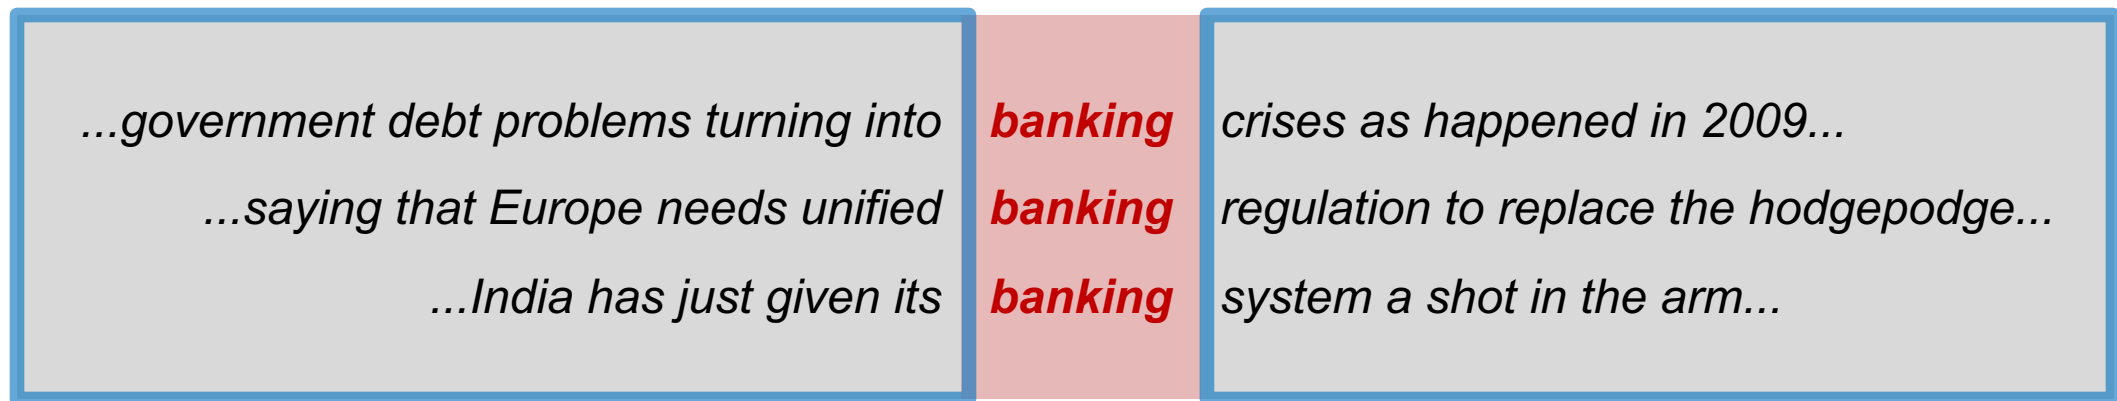 ...government debt problems turning into banking crises as happened in 2009...
...saying that Europe needs unified banking regulation to replace the hodgepodge...
...India has just given its banking system a shot in the arm...